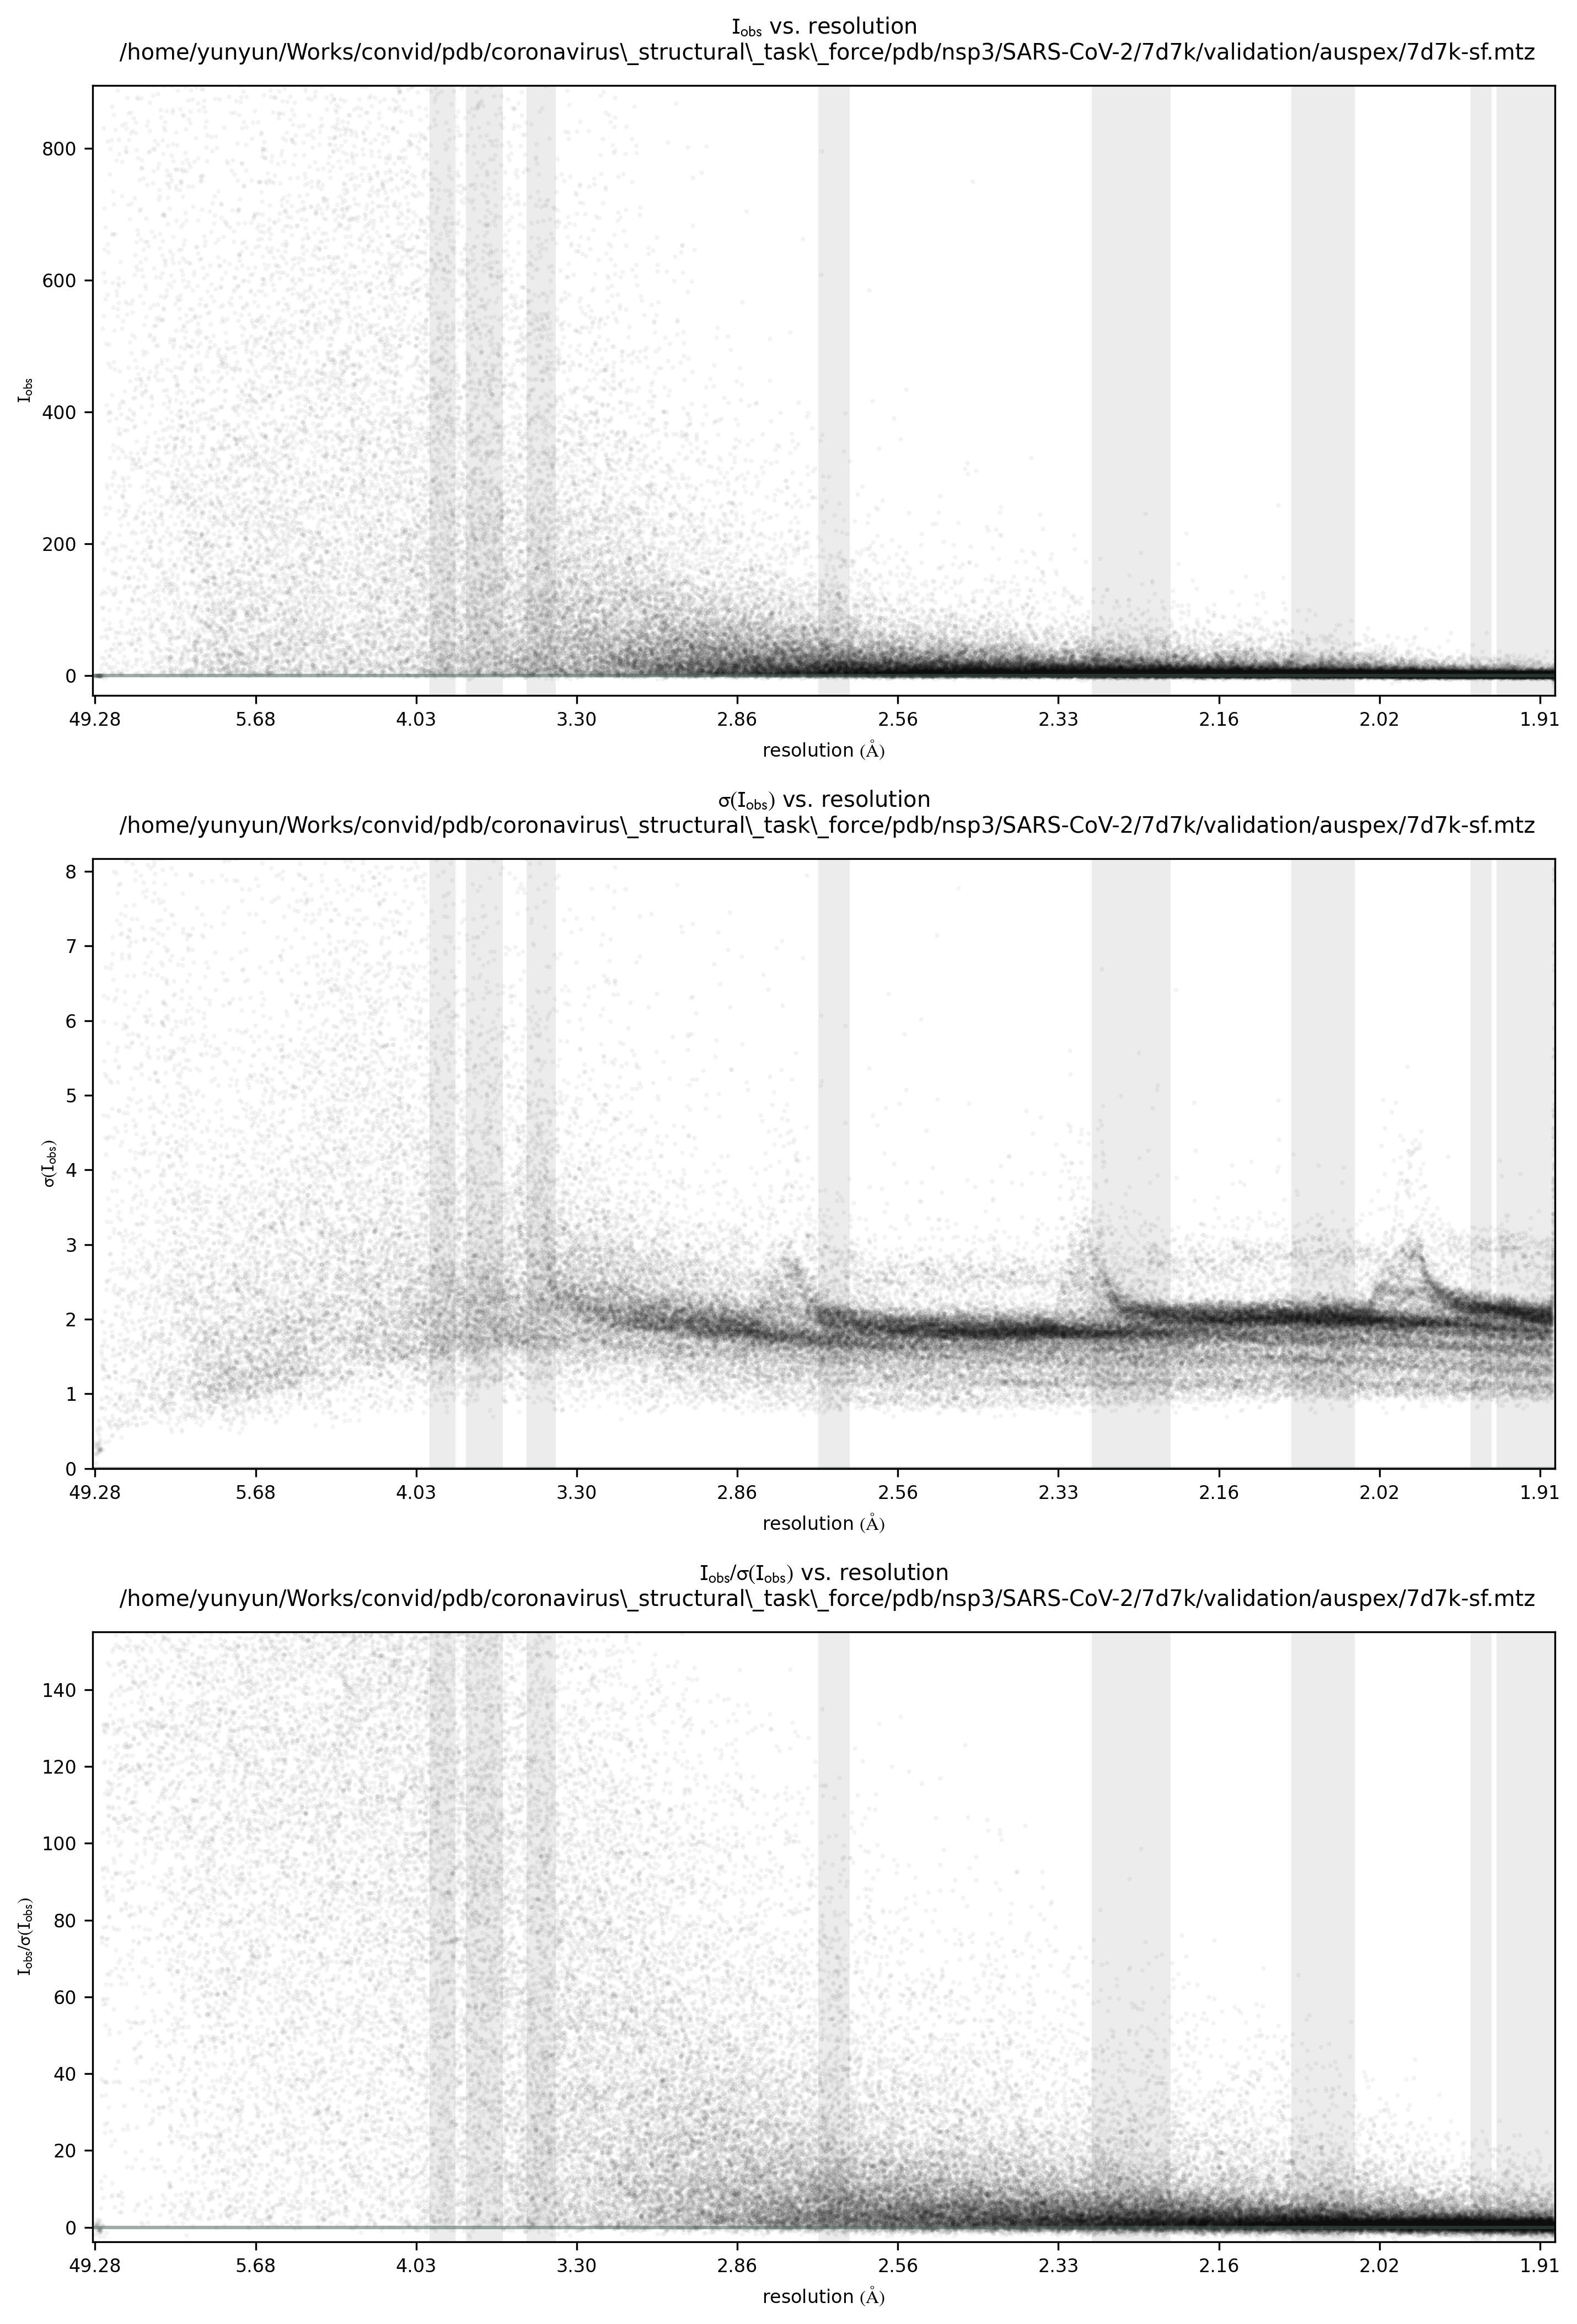 Iobs vs. resolution
/home/yunyun/Works/convid/pdb/coronavirus\_structural\_task\_force/pdb/nsp3/SARS-CoV-2/7d7k/validation/auspex/7d7k-sf.mtz
800
600
400
200
0
Iobs
49.28 5.68 4.03 3.30 2.86 2.56 2.33 2.16 2.02 1.91
resolution (Å)
σ(Iobs) vs. resolution
/home/yunyun/Works/convid/pdb/coronavirus\_structural\_task\_force/pdb/nsp3/SARS-CoV-2/7d7k/validation/auspex/7d7k-sf.mtz
8
7
6
5
4
3
2
1
0
σ(Iobs)
49.28 5.68 4.03 3.30 2.86 2.56 2.33 2.16 2.02 1.91
resolution (Å)
Iobs/σ(Iobs) vs. resolution
/home/yunyun/Works/convid/pdb/coronavirus\_structural\_task\_force/pdb/nsp3/SARS-CoV-2/7d7k/validation/auspex/7d7k-sf.mtz
140
120
100
80
60
40
20
0
Iobs/σ(Iobs)
49.28 5.68 4.03 3.30 2.86 2.56 2.33 2.16 2.02 1.91
resolution (Å)